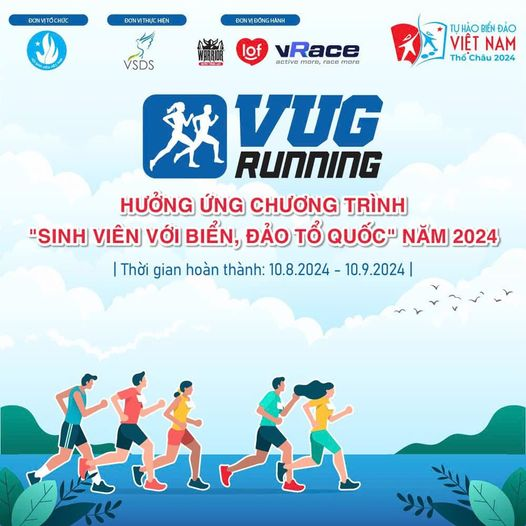 ĐƠN VỊ TỔ CHỨC
ĐƠN VỊ THỰC HIỆN
ĐƠN VỊ ĐỒNG HÀNH
VSDS
WARRIOR
lof
vRace
active more, race more
TỰ HÀO BIỂN ĐẢO
VIỆT NAM
Thổ Châu 2024
VUG
RUNNING
HƯỞNG ỨNG CHƯƠNG TRÌNH
"SINH VIÊN VỚI BIỂN, ĐẢO TỔ QUỐC" NĂM 2024
| Thời gian hoàn thành: 10.8.2024 - 10.9.2024 |